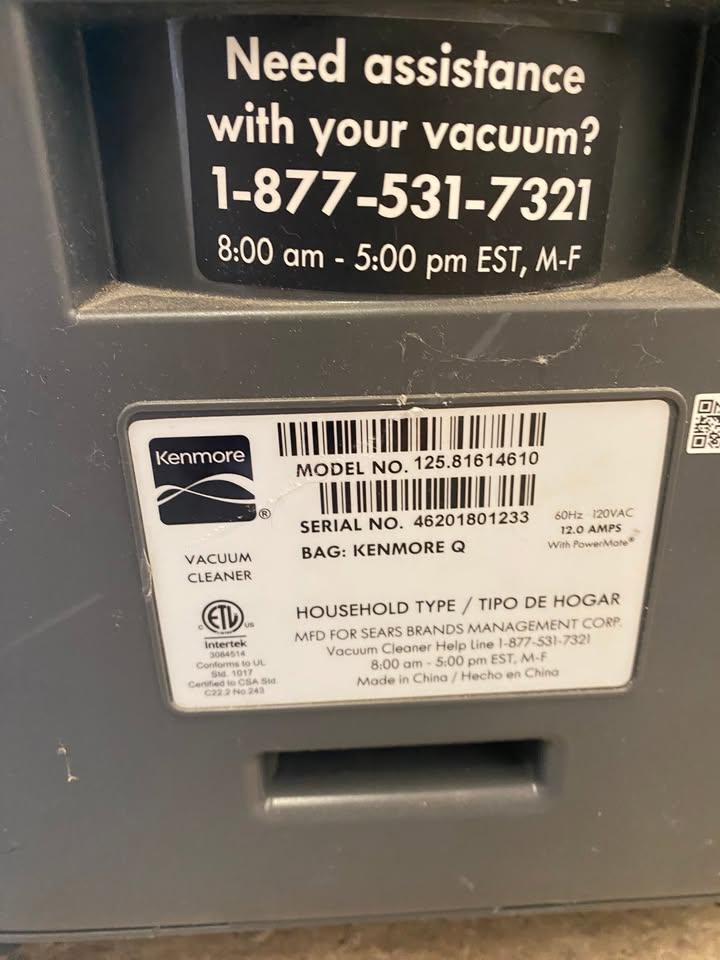 Need assistance
with your vacuum?
1-877-531-7321
8:00 am - 5:00 pm EST, M-F
Kenmore
®
MODEL NO. 125.81614610
SERIAL NO. 46201801233
BAG: KENMORE Q
60Hz 120VAC
12.0 AMPS
With PowerMate®
VACUUM
CLEANER
C ETL US
Intertek
3084514
Conforms to UL
Std. 1017
Certified to CSA Std.
C22.2 No.243
HOUSEHOLD TYPE / TIPO DE HOGAR
MFD FOR SEARS BRANDS MANAGEMENT CORP.
Vacuum Cleaner Help Line 1-877-531-7321
8:00 am - 5:00 pm EST, M-F
Made in China / Hecho en China